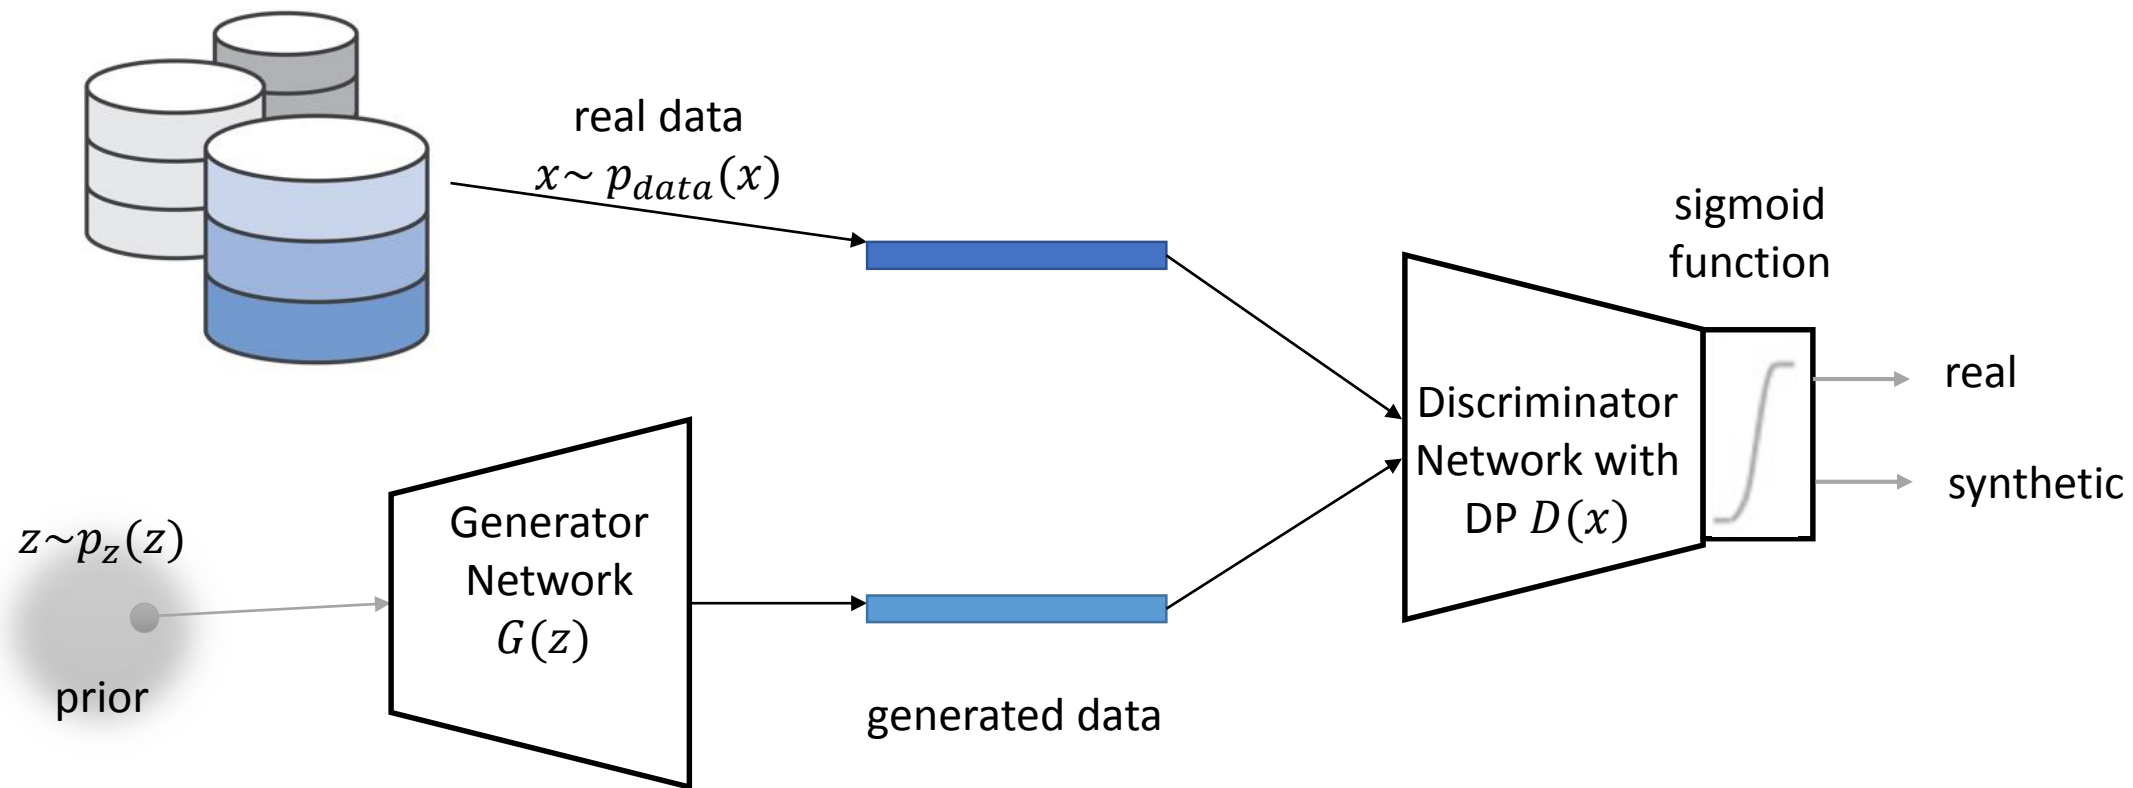 real data
x~ p_data(x)
sigmoid
function
real
Discriminator
Network with
DP D(x)
synthetic
z~p_z(z)
Generator
Network
G(z)
prior
generated data